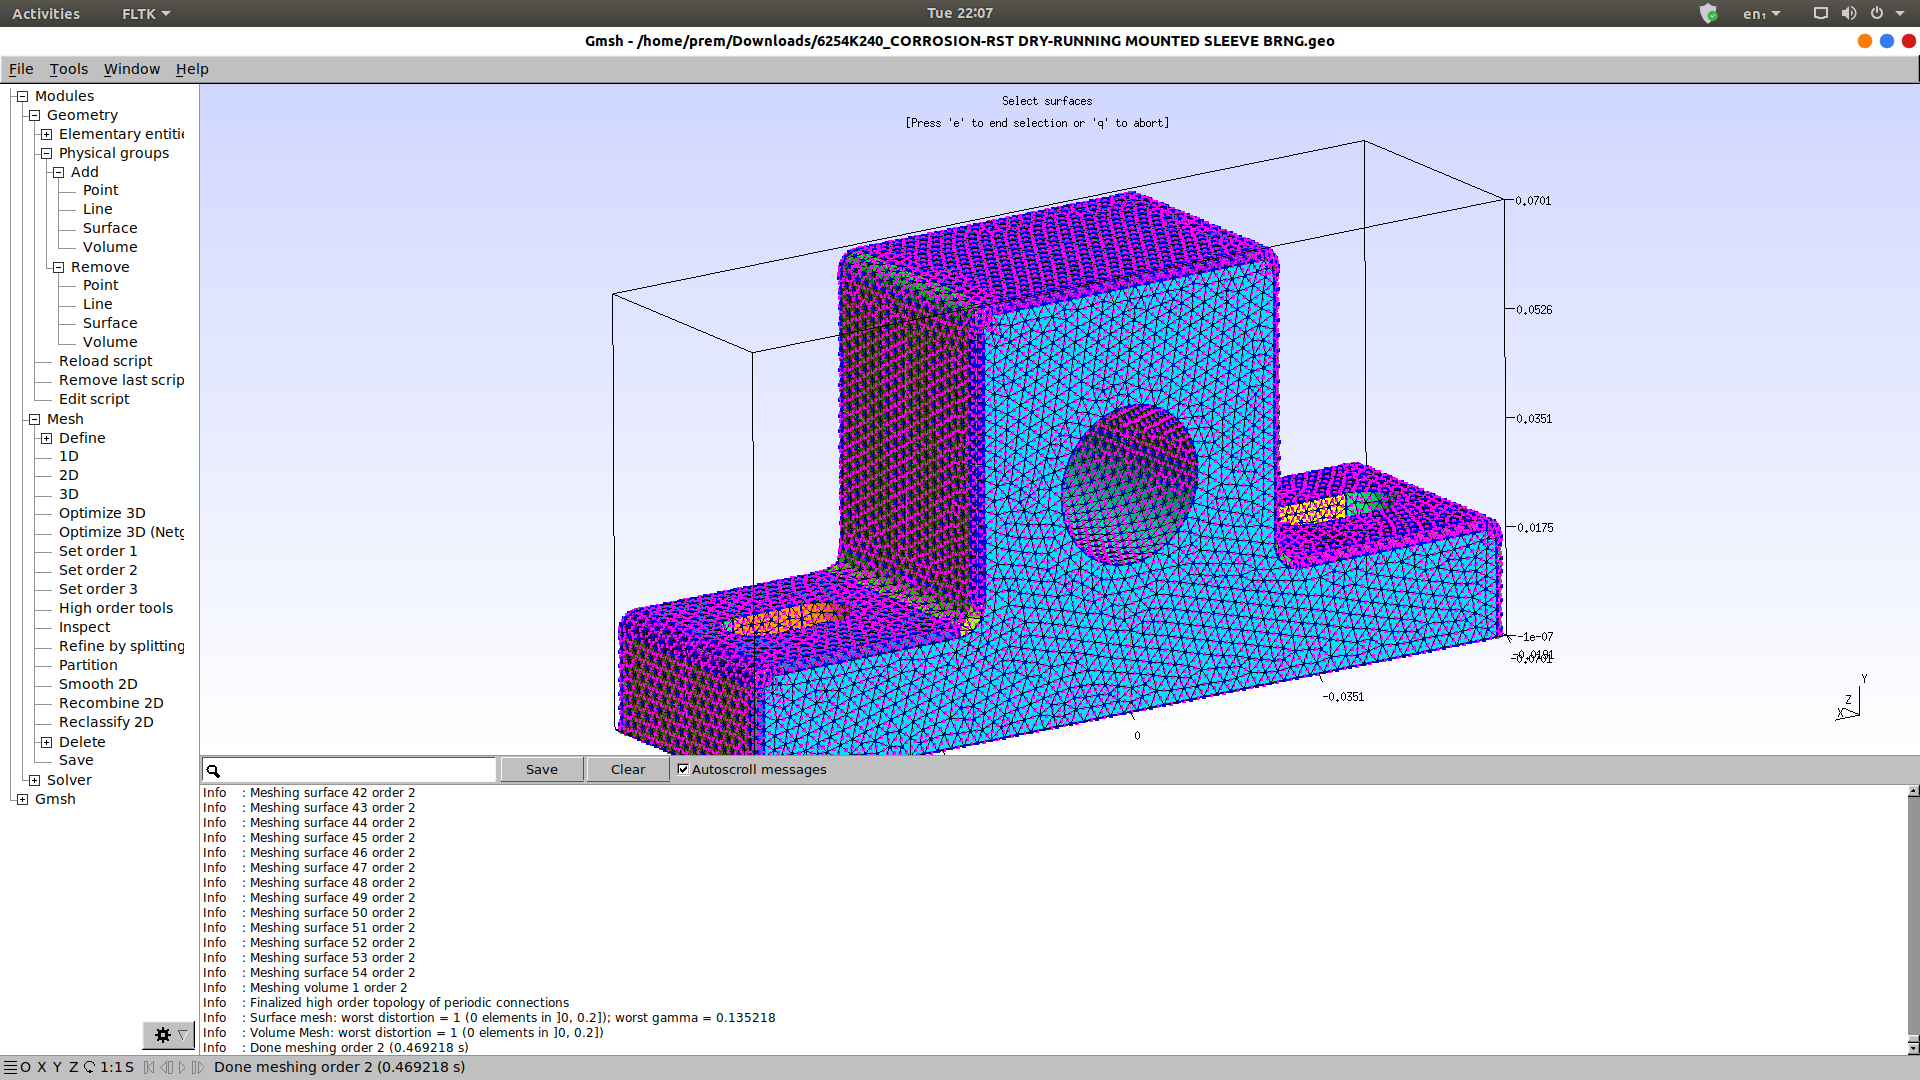 Activities
FLTK
Tue 22:07
en₁
Gmsh - /home/prem/Downloads/6254K240_CORROSION-RST DRY-RUNNING MOUNTED SLEEVE BRNG.geo
File Tools Window Help
Modules
Geometry
Elementary entitie
Physical groups
Add
Point
Line
Surface
Volume
Remove
Point
Line
Surface
Volume
Reload script
Remove last scrip
Edit script
Mesh
Define
1D
2D
3D
Optimize 3D
Optimize 3D (Netg
Set order 1
Set order 2
Set order 3
High order tools
Inspect
Refine by splitting
Partition
Smooth 2D
Recombine 2D
Reclassify 2D
Delete
Save
Solver
Gmsh
Select surfaces
[Press 'e' to end selection or 'q' to abort]
0.0701
0.0526
0.0351
0.0175
-1e-07
-0.0191
-0.0701
-0.0351
0
Y
Z
X
Save
Clear
Autoscroll messages
Info : Meshing surface 42 order 2
Info : Meshing surface 43 order 2
Info : Meshing surface 44 order 2
Info : Meshing surface 45 order 2
Info : Meshing surface 46 order 2
Info : Meshing surface 47 order 2
Info : Meshing surface 48 order 2
Info : Meshing surface 49 order 2
Info : Meshing surface 50 order 2
Info : Meshing surface 51 order 2
Info : Meshing surface 52 order 2
Info : Meshing surface 53 order 2
Info : Meshing surface 54 order 2
Info : Meshing volume 1 order 2
Info : Finalized high order topology of periodic connections
Info : Surface mesh: worst distortion = 1 (0 elements in ]0, 0.2]); worst gamma = 0.135218
Info : Volume Mesh: worst distortion = 1 (0 elements in ]0, 0.2])
Info : Done meshing order 2 (0.469218 s)
O X Y Z 1:1 S
Done meshing order 2 (0.469218 s)